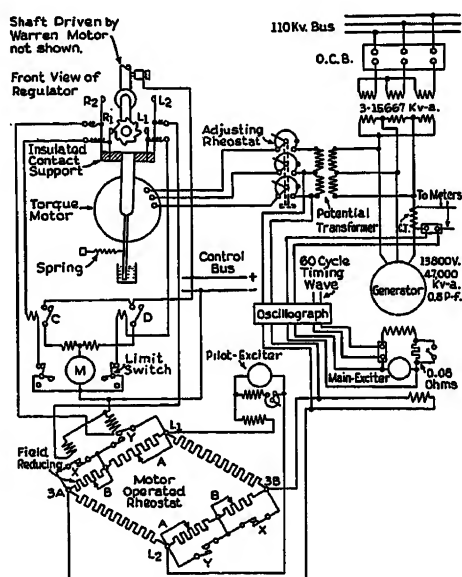 Shaft Driven by
Warren Motor
not shown.
Front View of
Regulator
R2
L2
R1
L1
Insulated
Contact
Support
Torque
Motor
Spring
C
D
M
Limit
Switch
110Kv. Bus
O.C.B.
3-15667 Kv-a.
Adjusting
Rheostat
Potential
Transformer
To Meters
C.T.
Generator
13800V.
47,000
Kv-a.
0.8 P-f.
Control
Bus
+
-
60 Cycle
Timing
Wave
Oscillograph
Pilot-Exciter
Main-Exciter
0.08
Ohms
Field
Reducing
X
Y
L1
A
B
3A
Motor
Operated
Rheostat
3B
A
B
L2
Y
X